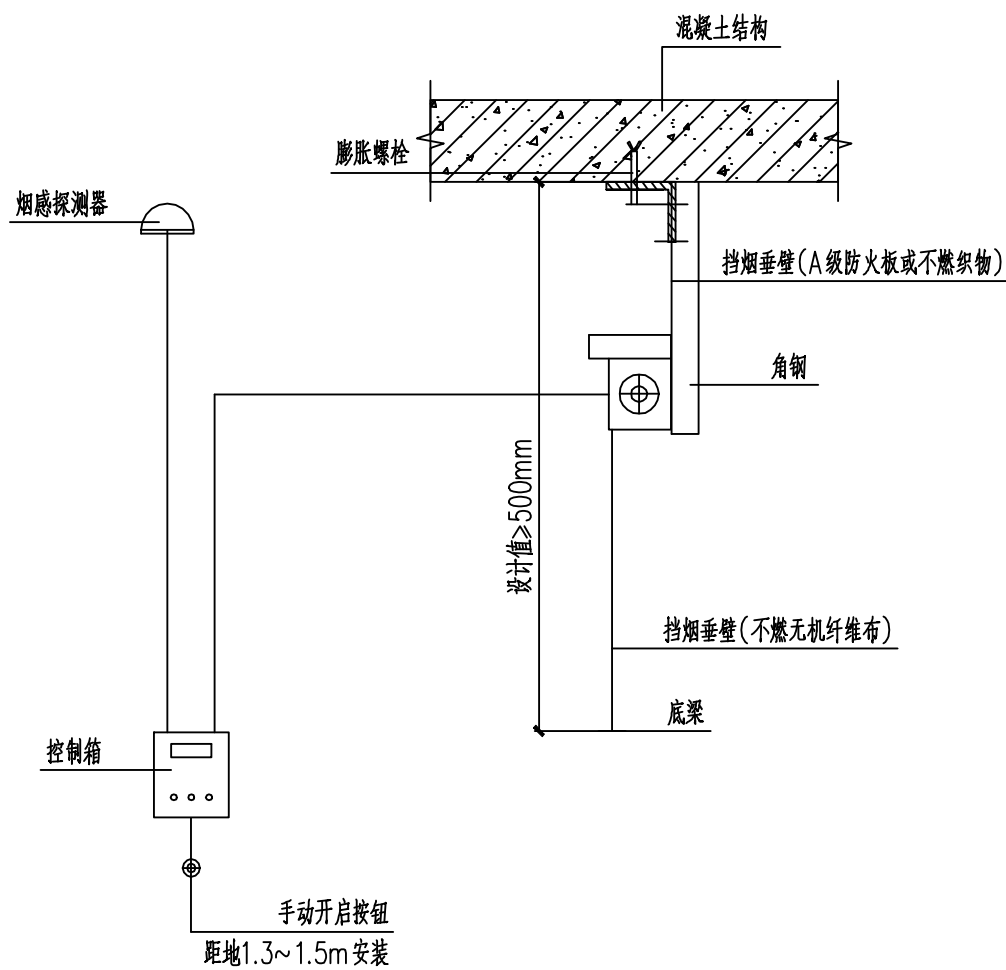 混凝土结构
膨胀螺栓
烟感探测器
挡烟垂壁(A级防火板或不燃织物)
角钢
设计值≥500mm
挡烟垂壁(不燃无机纤维布)
底梁
控制箱
手动开启按钮
距地1.3~1.5m安装